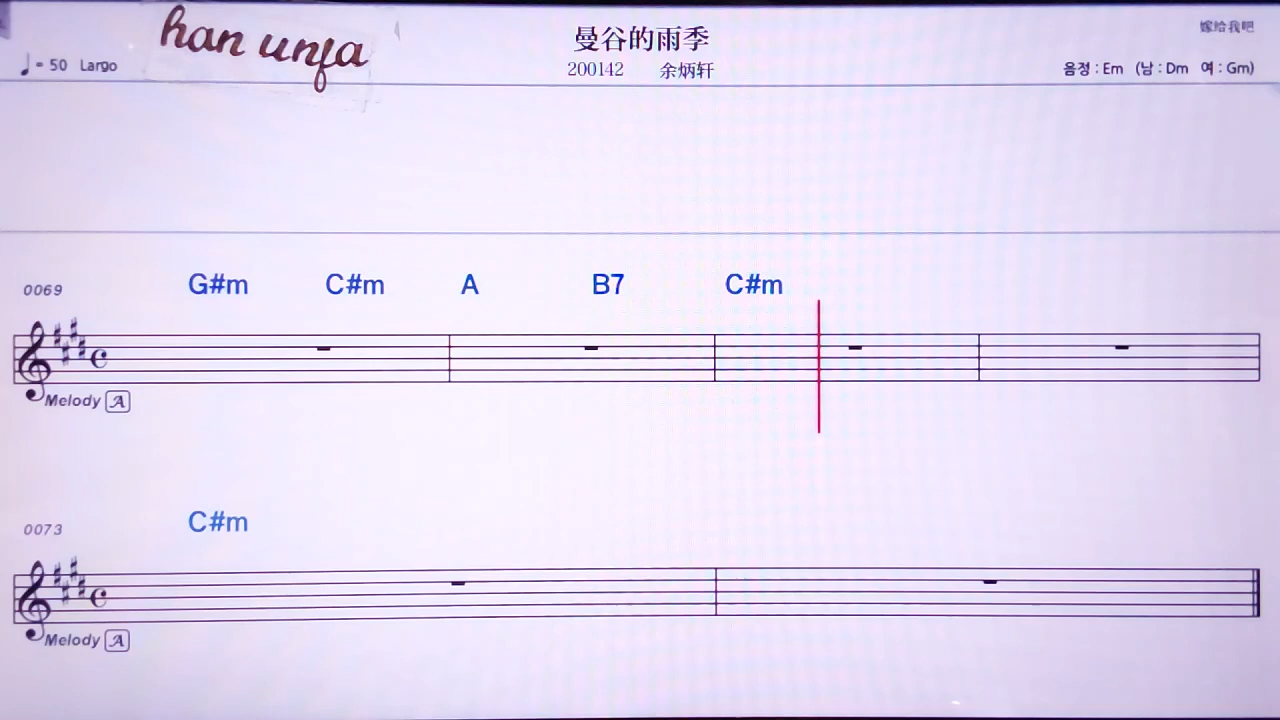 han unfa
曼谷的雨季
嫁给我吧
♩= 50 Largo
200142 余炳轩
음정 : Em (남 : Dm 여 : Gm)
0069 G#m C#m A B7 C#m
Melody A
0073 C#m
Melody A